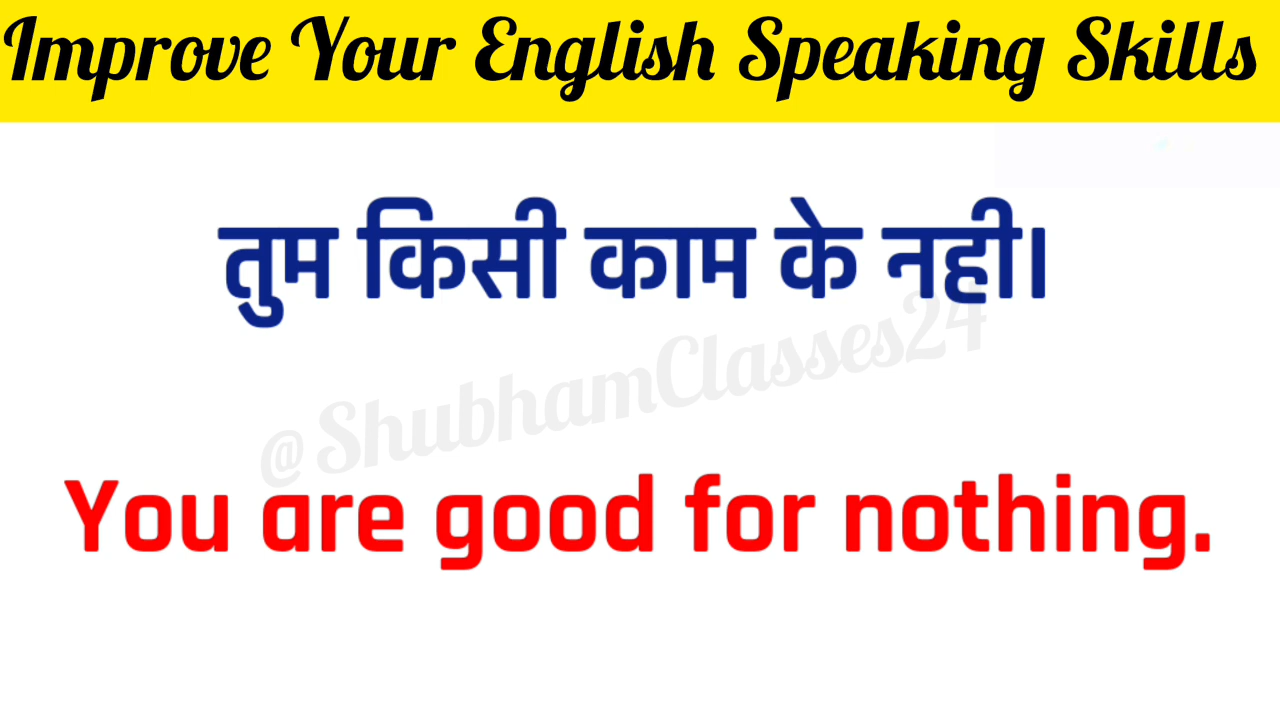 Improve Your English Speaking Skills
तुम किसी काम के नही।
@ShubhamClasses24
You are good for nothing.